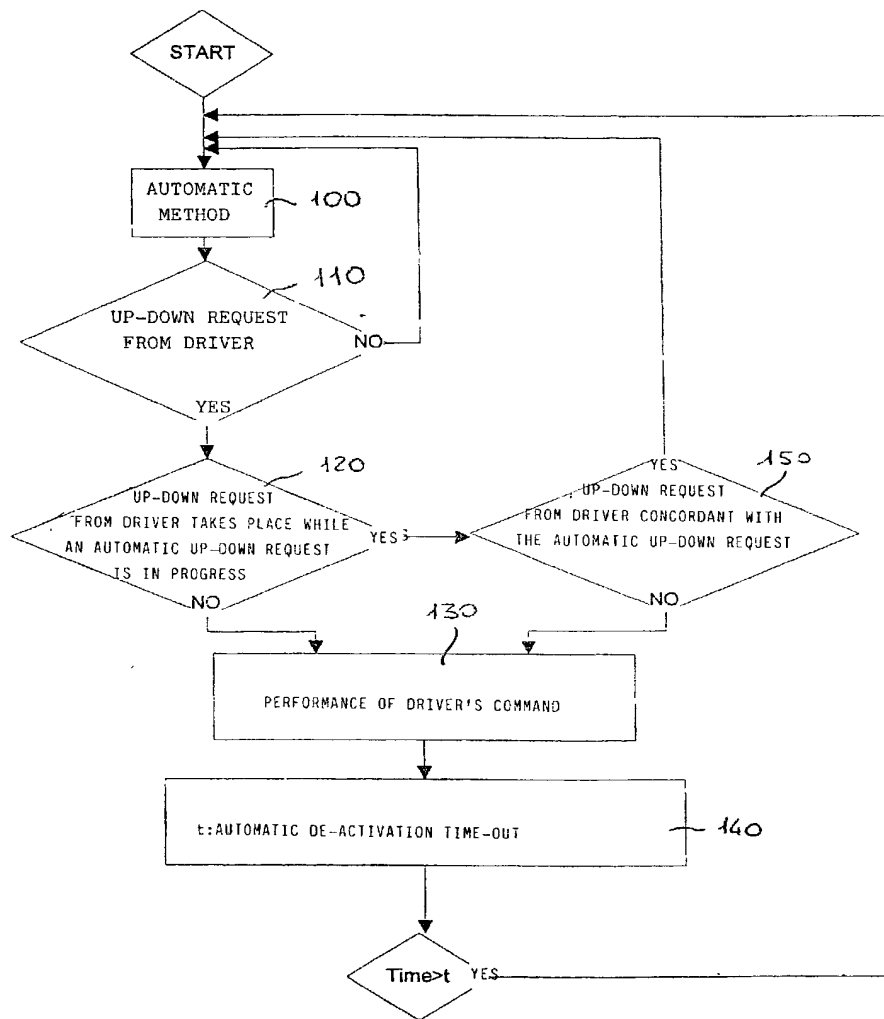 START
AUTOMATIC
METHOD
100
110
UP-DOWN REQUEST
FROM DRIVER
NO
YES
120
UP-DOWN REQUEST
FROM DRIVER TAKES PLACE WHILE
AN AUTOMATIC UP-DOWN REQUEST
IS IN PROGRESS
YES
NO
150
YES
UP-DOWN REQUEST
FROM DRIVER CONCORDANT WITH
THE AUTOMATIC UP-DOWN REQUEST
NO
130
PERFORMANCE OF DRIVER'S COMMAND
t:AUTOMATIC DE-ACTIVATION TIME-OUT
140
Time>t
YES